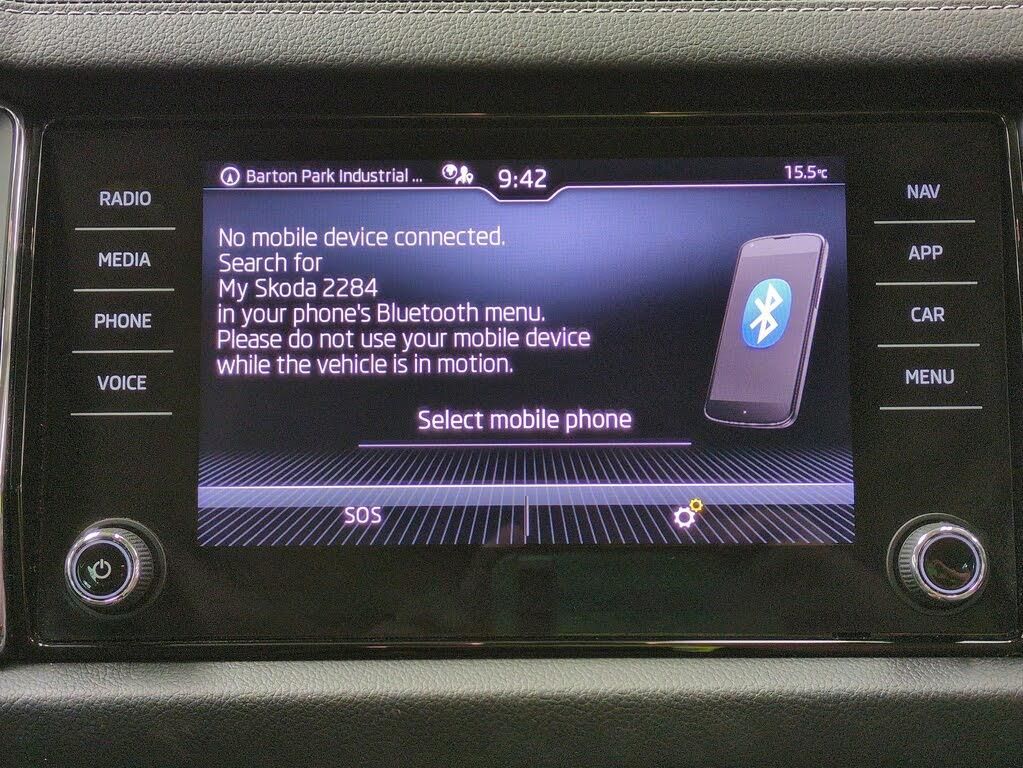 Barton Park Industrial ... 9:42 15.5°C
RADIO
MEDIA
PHONE
VOICE
No mobile device connected.
Search for
My Skoda 2284
in your phone's Bluetooth menu.
Please do not use your mobile device
while the vehicle is in motion.
Select mobile phone
SOS
NAV
APP
CAR
MENU